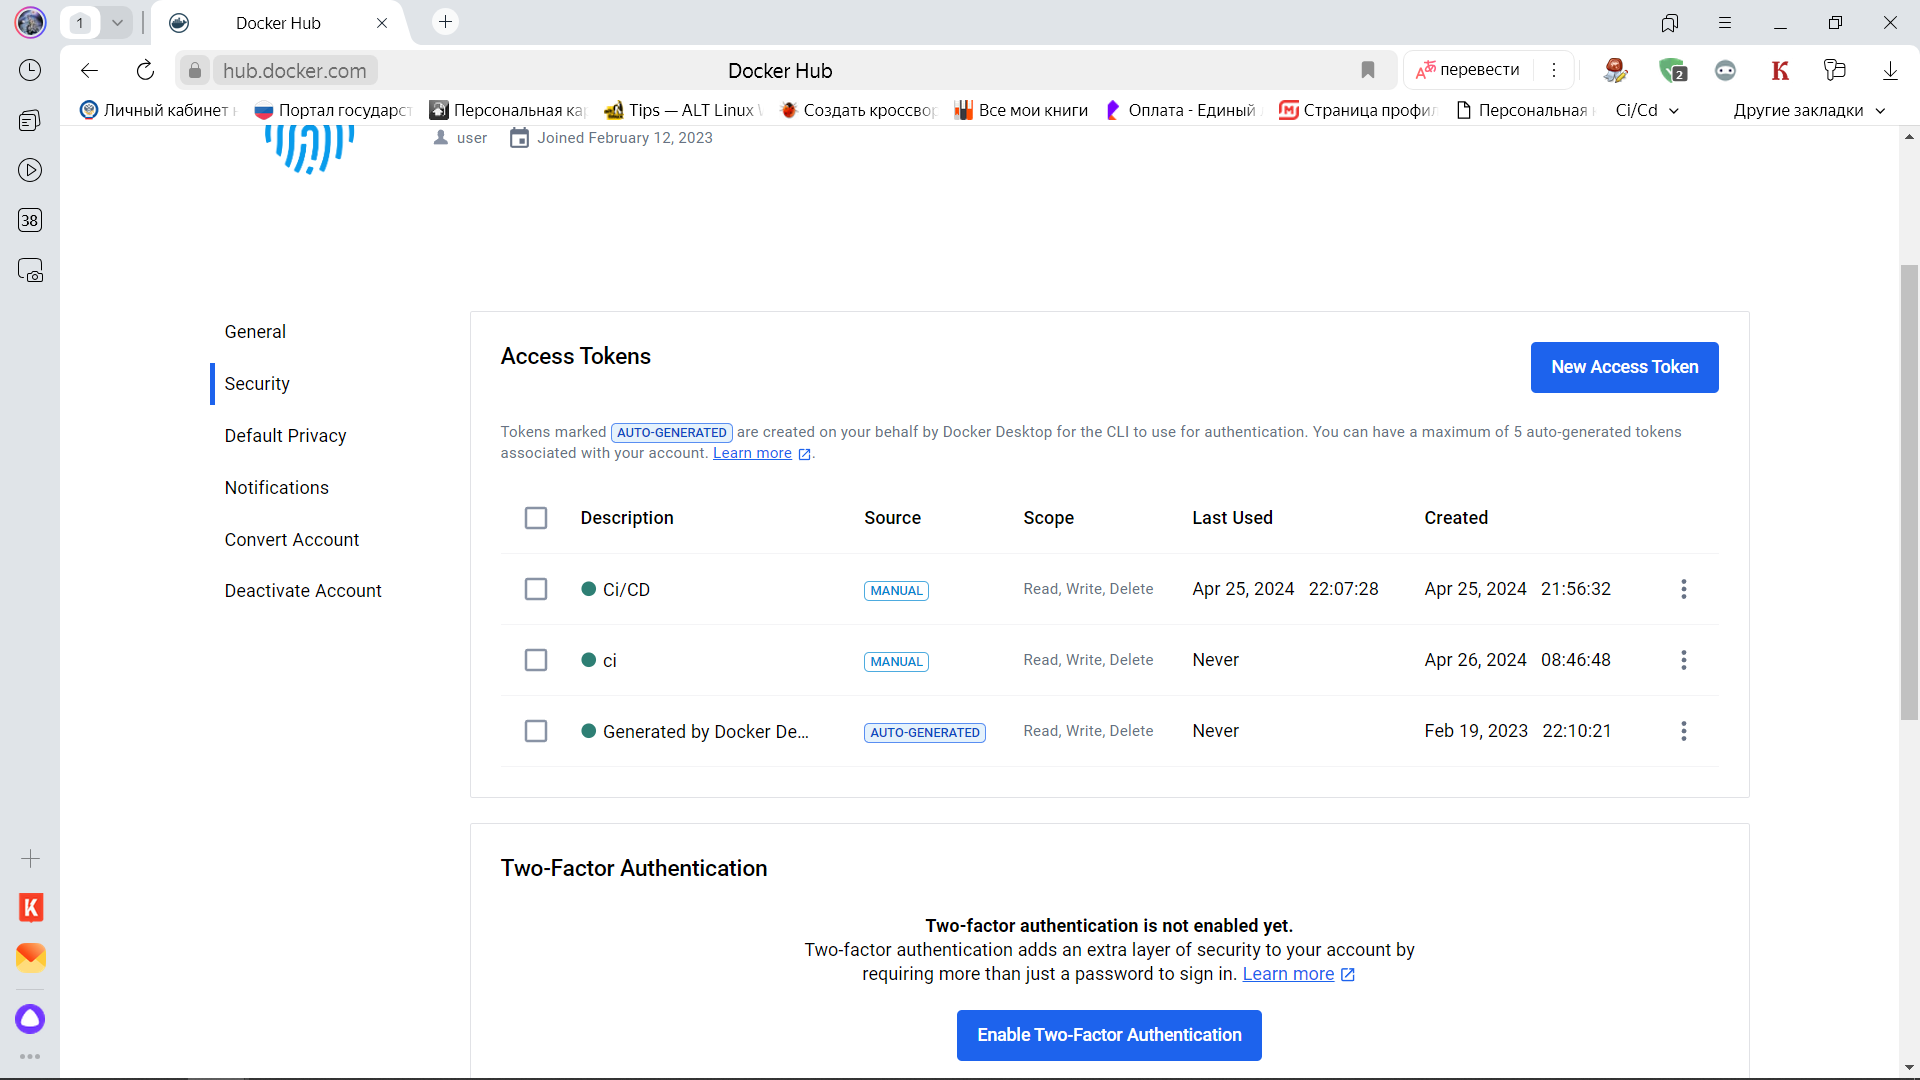 1
Docker Hub
hub.docker.com
Docker Hub
перевести
2
K
Личный кабинет
Портал государст
Персональная ка
Tips — ALT Linux
Создать кроссвор
Все мои книги
Оплата - Единый
Страница профил
Персональная
Ci/Cd
Другие закладки
38
user
Joined February 12, 2023
General
Security
Default Privacy
Notifications
Convert Account
Deactivate Account
Access Tokens
New Access Token
Tokens marked AUTO-GENERATED are created on your behalf by Docker Desktop for the CLI to use for authentication. You can have a maximum of 5 auto-generated tokens
associated with your account. Learn more.
Description Source Scope Last Used Created
Ci/CD MANUAL Read, Write, Delete Apr 25, 2024 22:07:28 Apr 25, 2024 21:56:32
ci MANUAL Read, Write, Delete Never Apr 26, 2024 08:46:48
Generated by Docker De... AUTO-GENERATED Read, Write, Delete Never Feb 19, 2023 22:10:21
Two-Factor Authentication
Two-factor authentication is not enabled yet.
Two-factor authentication adds an extra layer of security to your account by
requiring more than just a password to sign in. Learn more
Enable Two-Factor Authentication
K